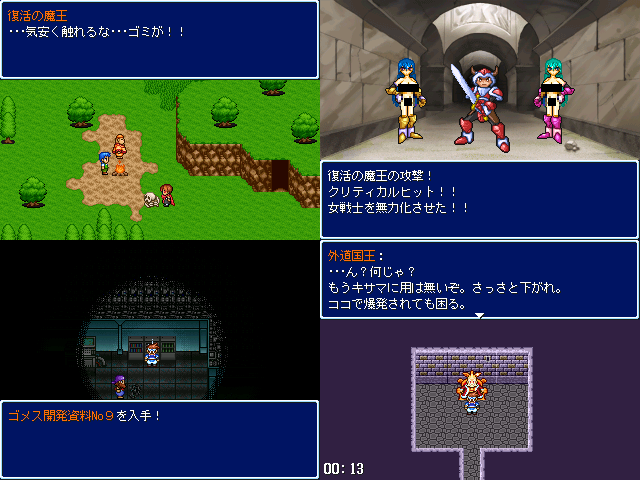 復活の魔王
・・・気安く触れるな・・・ゴミが！！
復活の魔王の攻撃！
クリティカルヒット！！
女戦士を無力化させた！！
外道国王：
・・・ん？何じゃ？
もうキサマに用は無いぞ。さっさと下がれ。
ココで爆発されても困る。
ゴメス開発資料No９を入手！
00:13